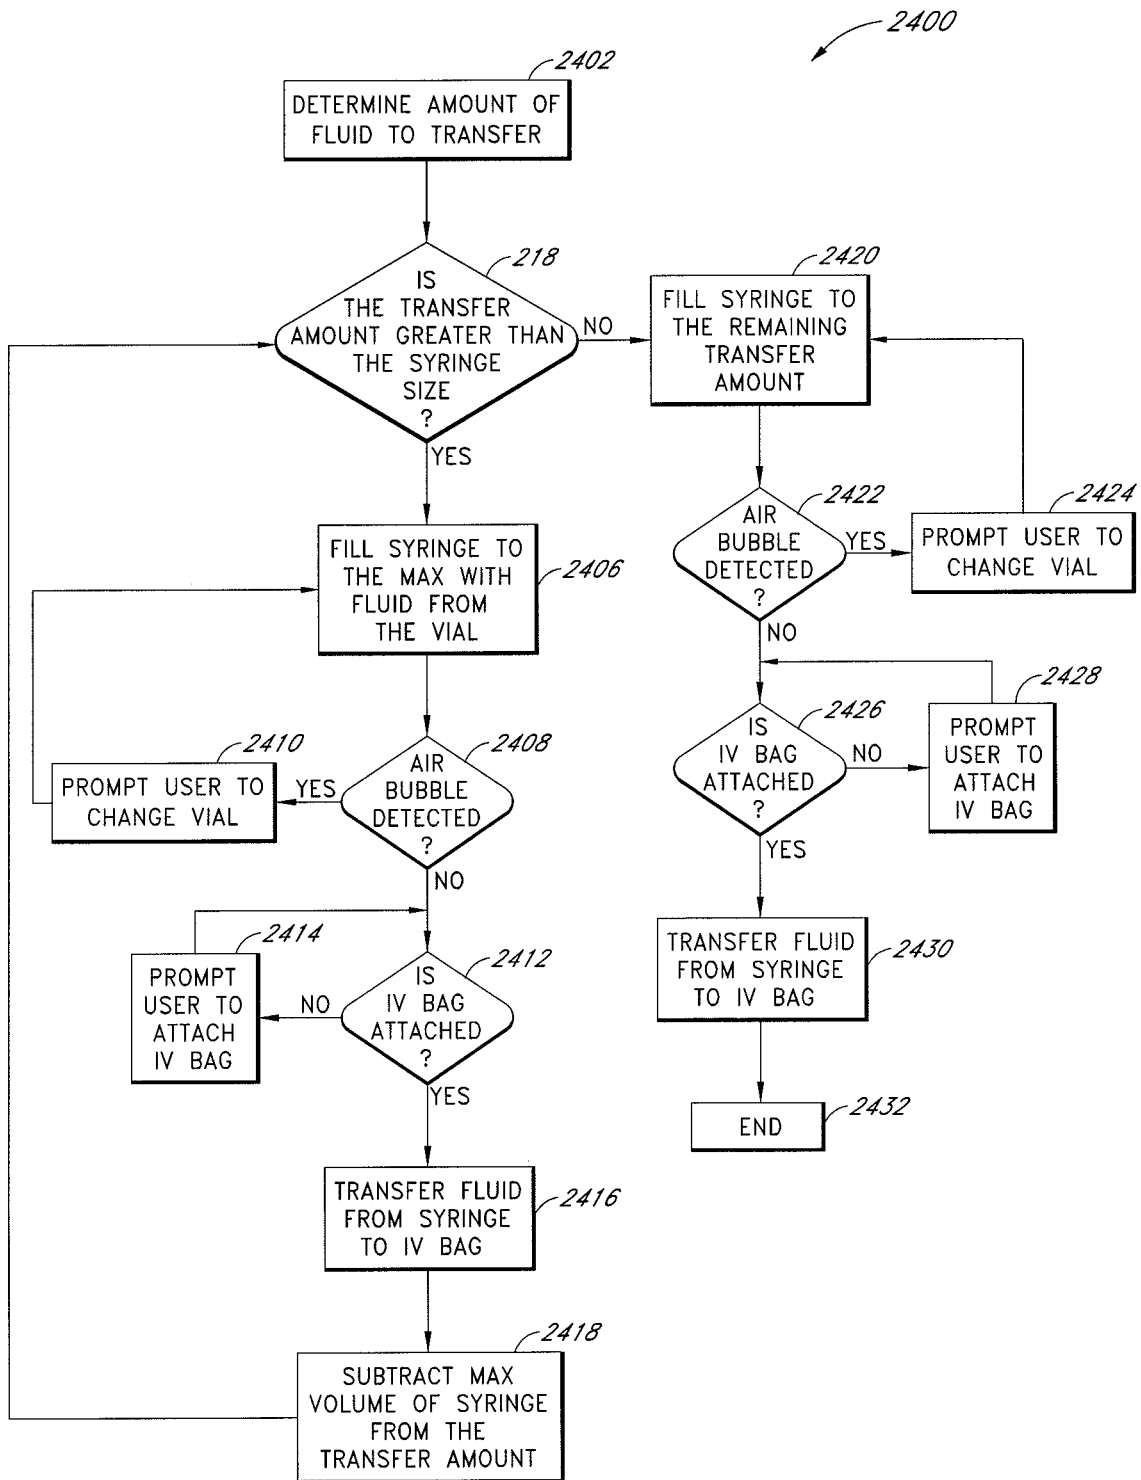 2400
2402
DETERMINE AMOUNT OF
FLUID TO TRANSFER
218
IS
THE TRANSFER
AMOUNT GREATER THAN
THE SYRINGE
SIZE
?
NO
YES
2420
FILL SYRINGE TO
THE REMAINING
TRANSFER
AMOUNT
2406
FILL SYRINGE TO
THE MAX WITH
FLUID FROM
THE VIAL
2422
AIR
BUBBLE
DETECTED
?
YES
NO
2424
PROMPT USER TO
CHANGE VIAL
2408
AIR
BUBBLE
DETECTED
?
YES
NO
2410
PROMPT USER TO
CHANGE VIAL
2426
IS
IV BAG
ATTACHED
?
NO
YES
2428
PROMPT
USER TO
ATTACH
IV BAG
2412
IS
IV BAG
ATTACHED
?
NO
YES
2414
PROMPT
USER TO
ATTACH
IV BAG
2430
TRANSFER FLUID
FROM SYRINGE
TO IV BAG
2432
END
2416
TRANSFER FLUID
FROM SYRINGE
TO IV BAG
2418
SUBTRACT MAX
VOLUME OF SYRINGE
FROM THE
TRANSFER AMOUNT